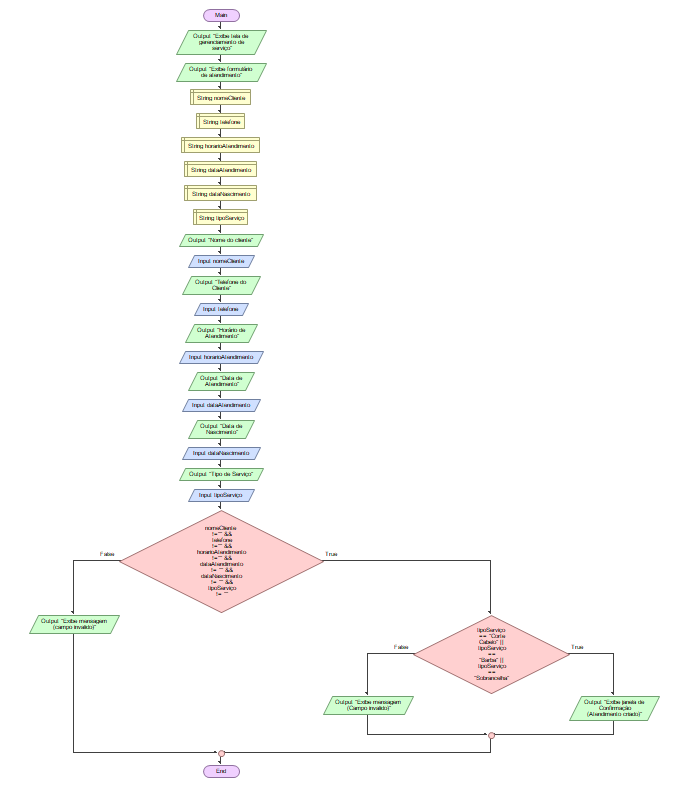 Main
Output "Exibe tela de
gerenciamento de
serviço"
Output "Exibe formulário
de atendimento"
String nomeCliente
String telefone
String horarioAtendimento
String dataAtendimento
String dataNascimento
String tipoServiço
Output "Nome do cliente"
Input nomeCliente
Output "Telefone do
Cliente"
Input telefone
Output "Horário de
Atendimento"
Input horarioAtendimento
Output "Data de
Atendimento"
Input dataAtendimento
Output "Data de
Nascimento"
Input dataNascimento
Output "Tipo de Serviço"
Input tipoServiço
nomeCliente
!="" &&
telefone
!="" &&
horarioAtendimento
!="" &&
dataAtendimento
!= "" &&
dataNascimento
!= "" &&
tipoServiço
!= ""
False
True
Output "Exibe mensagem
(campo invalido)"
tipoServiço
== "Corte
Cabelo" ||
tipoServiço
==
"Barba" ||
tipoServiço
==
"Sobrancelha"
False
True
Output "Exibe mensagem
(Campo invalido)"
Output "Exibe janela de
Confirmação
(Atendimento criado)"
End